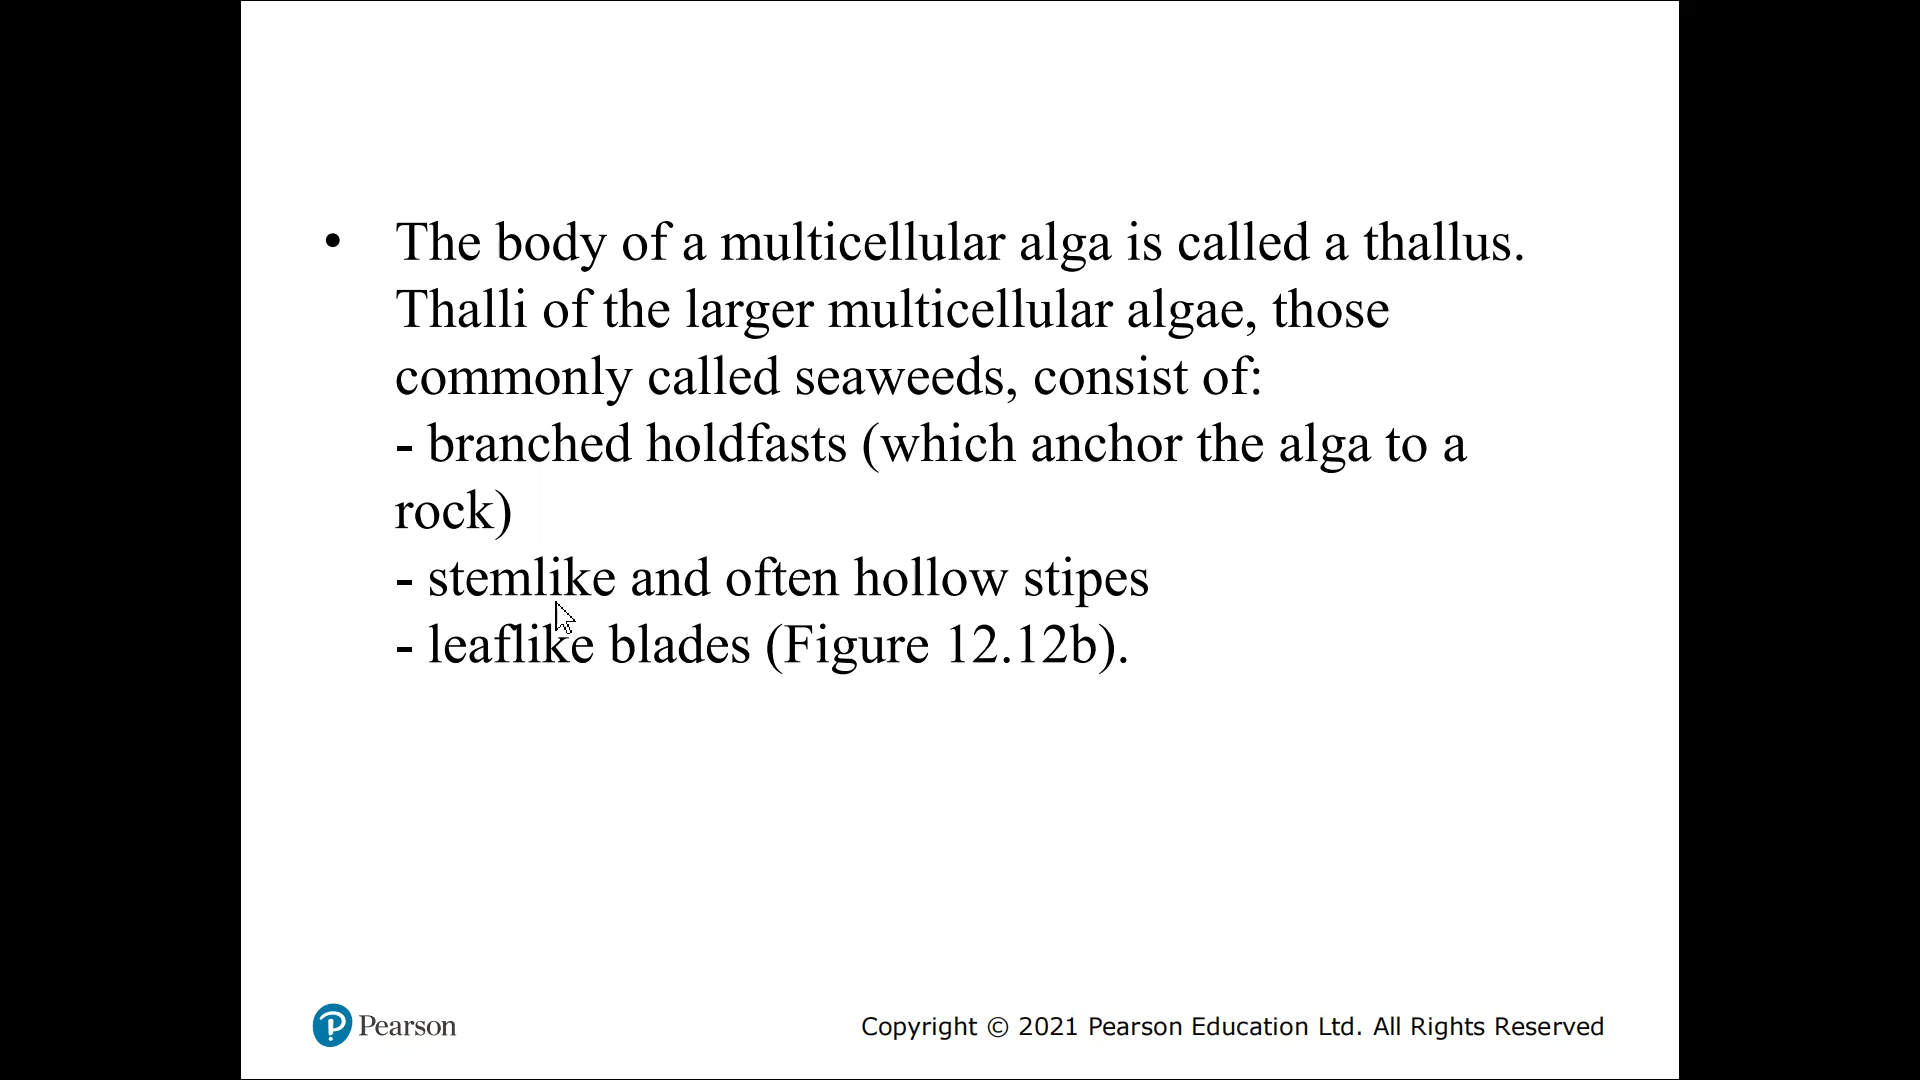 • The body of a multicellular alga is called a thallus.
Thalli of the larger multicellular algae, those
commonly called seaweeds, consist of:
- branched holdfasts (which anchor the alga to a
rock)
- stemlike and often hollow stipes
- leaflike blades (Figure 12.12b).
Pearson
Copyright © 2021 Pearson Education Ltd. All Rights Reserved